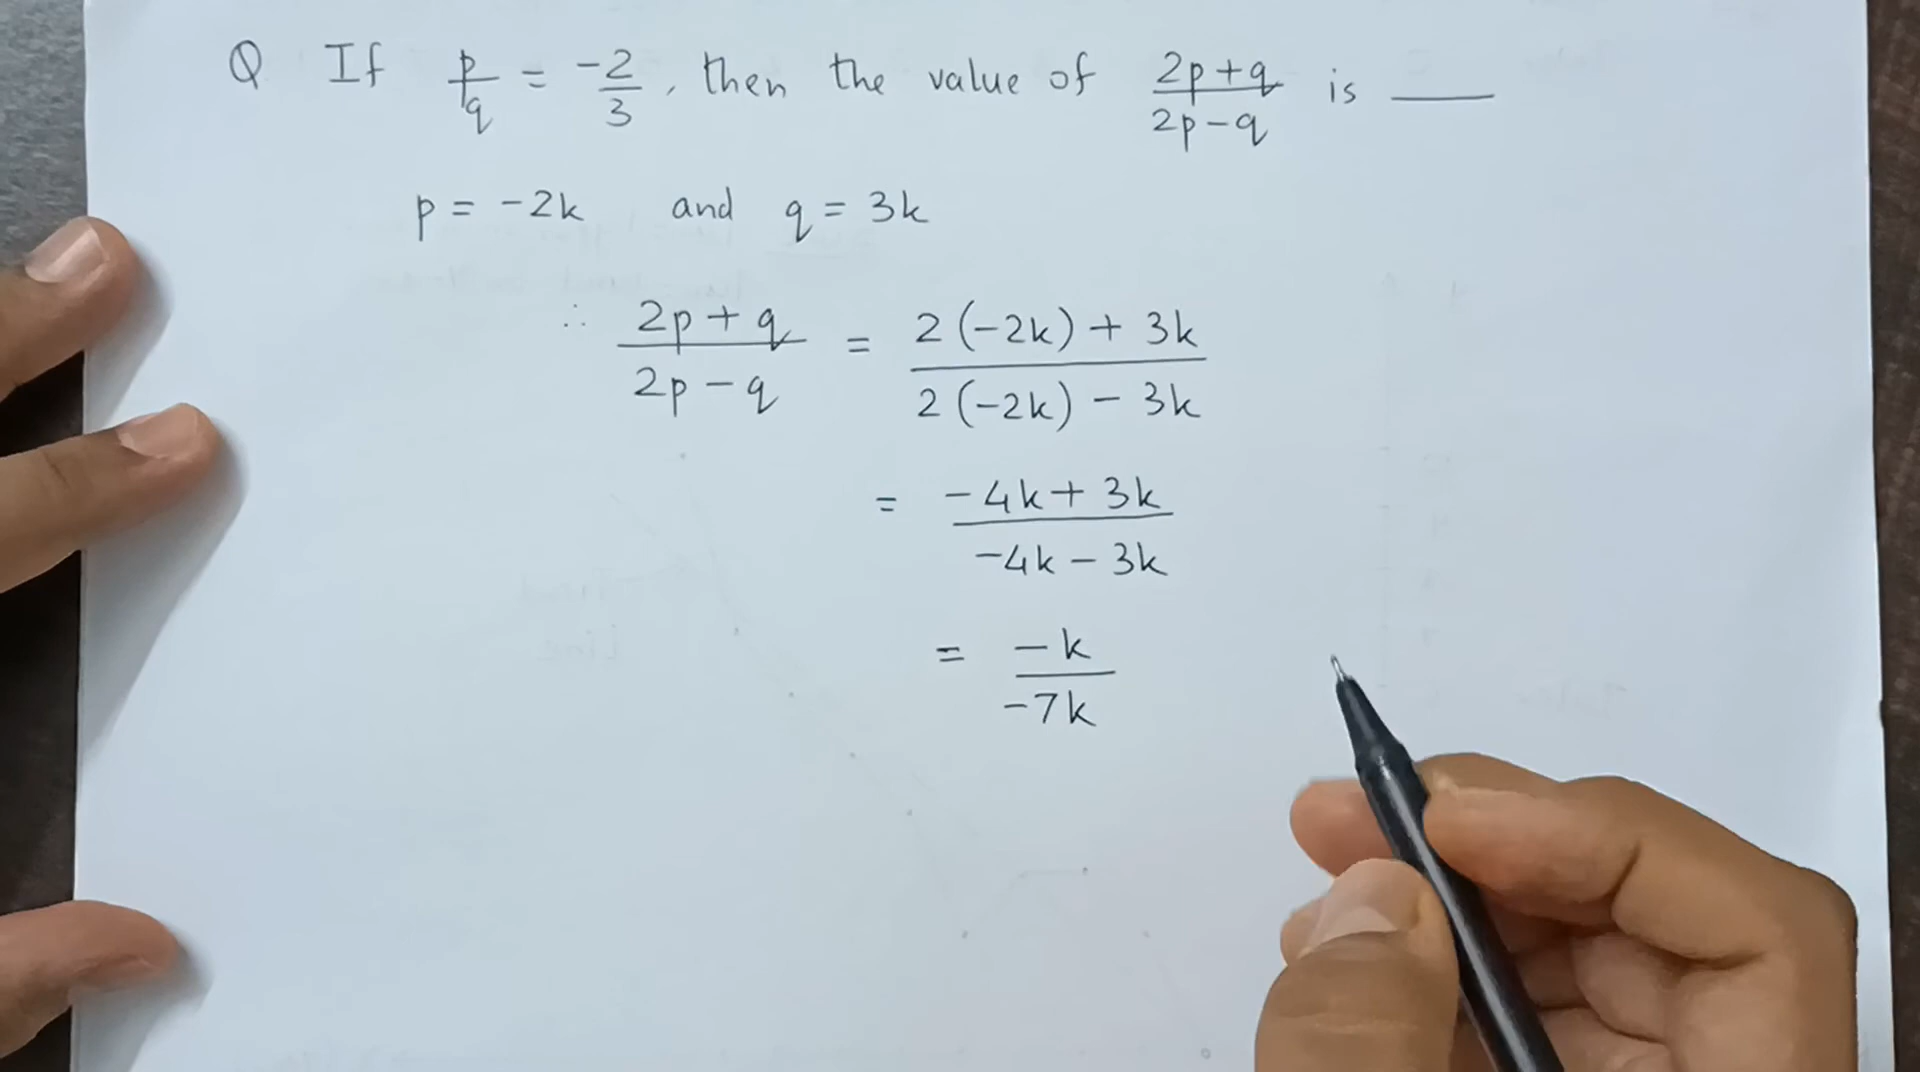 Q If p/q = -2/3, then the value of 2p+q/2p-q is ____
p = -2k and q = 3k
∴ 2p+q/2p-q = 2(-2k)+3k/2(-2k)-3k
= -4k+3k/-4k-3k
= -k/-7k